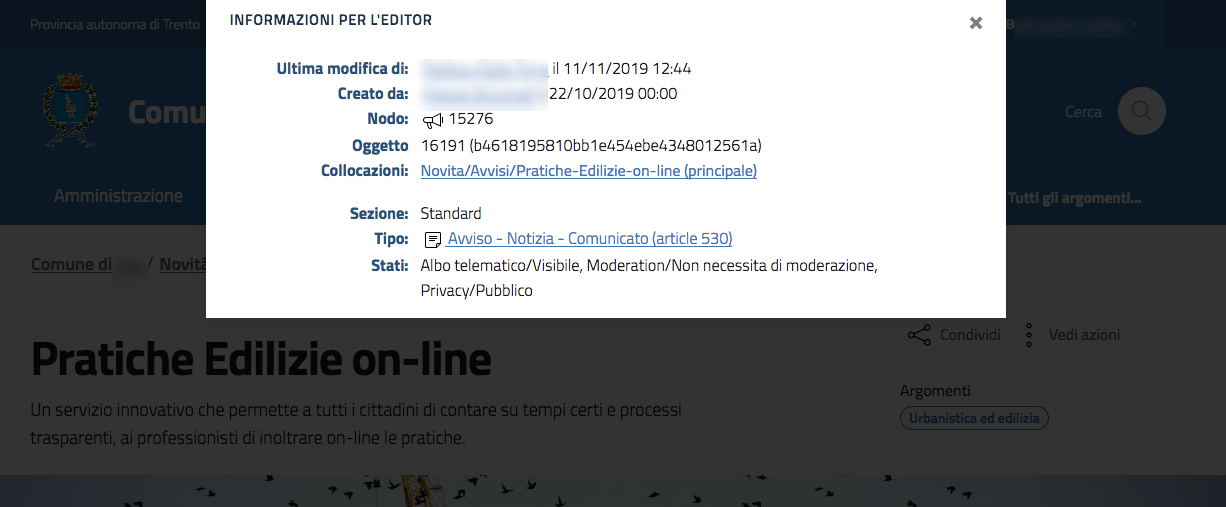 INFORMAZIONI PER L'EDITOR
Provincia autonoma di Trento
B
Ultima modifica di: il 11/11/2019 12:44
Creato da: 22/10/2019 00:00
Comu
Nodo: 15276
Cerca
Oggetto 16191 (b4618195810bb1e454ebe4348012561a)
Collocazioni: Novita/Avvisi/Pratiche-Edilizie-on-line (principale)
Amministrazione
Tutti gli argomenti...
Sezione: Standard
Tipo: Avviso - Notizia - Comunicato (article 530)
Comune di / Novità
Stati: Albo telematico/Visibile, Moderation/Non necessita di moderazione,
Privacy/Pubblico
Condividi
Vedi azioni
Pratiche Edilizie on-line
Argomenti
Un servizio innovativo che permette a tutti i cittadini di contare su tempi certi e processi
trasparenti, ai professionisti di inoltrare on-line le pratiche.
Urbanistica ed edilizia